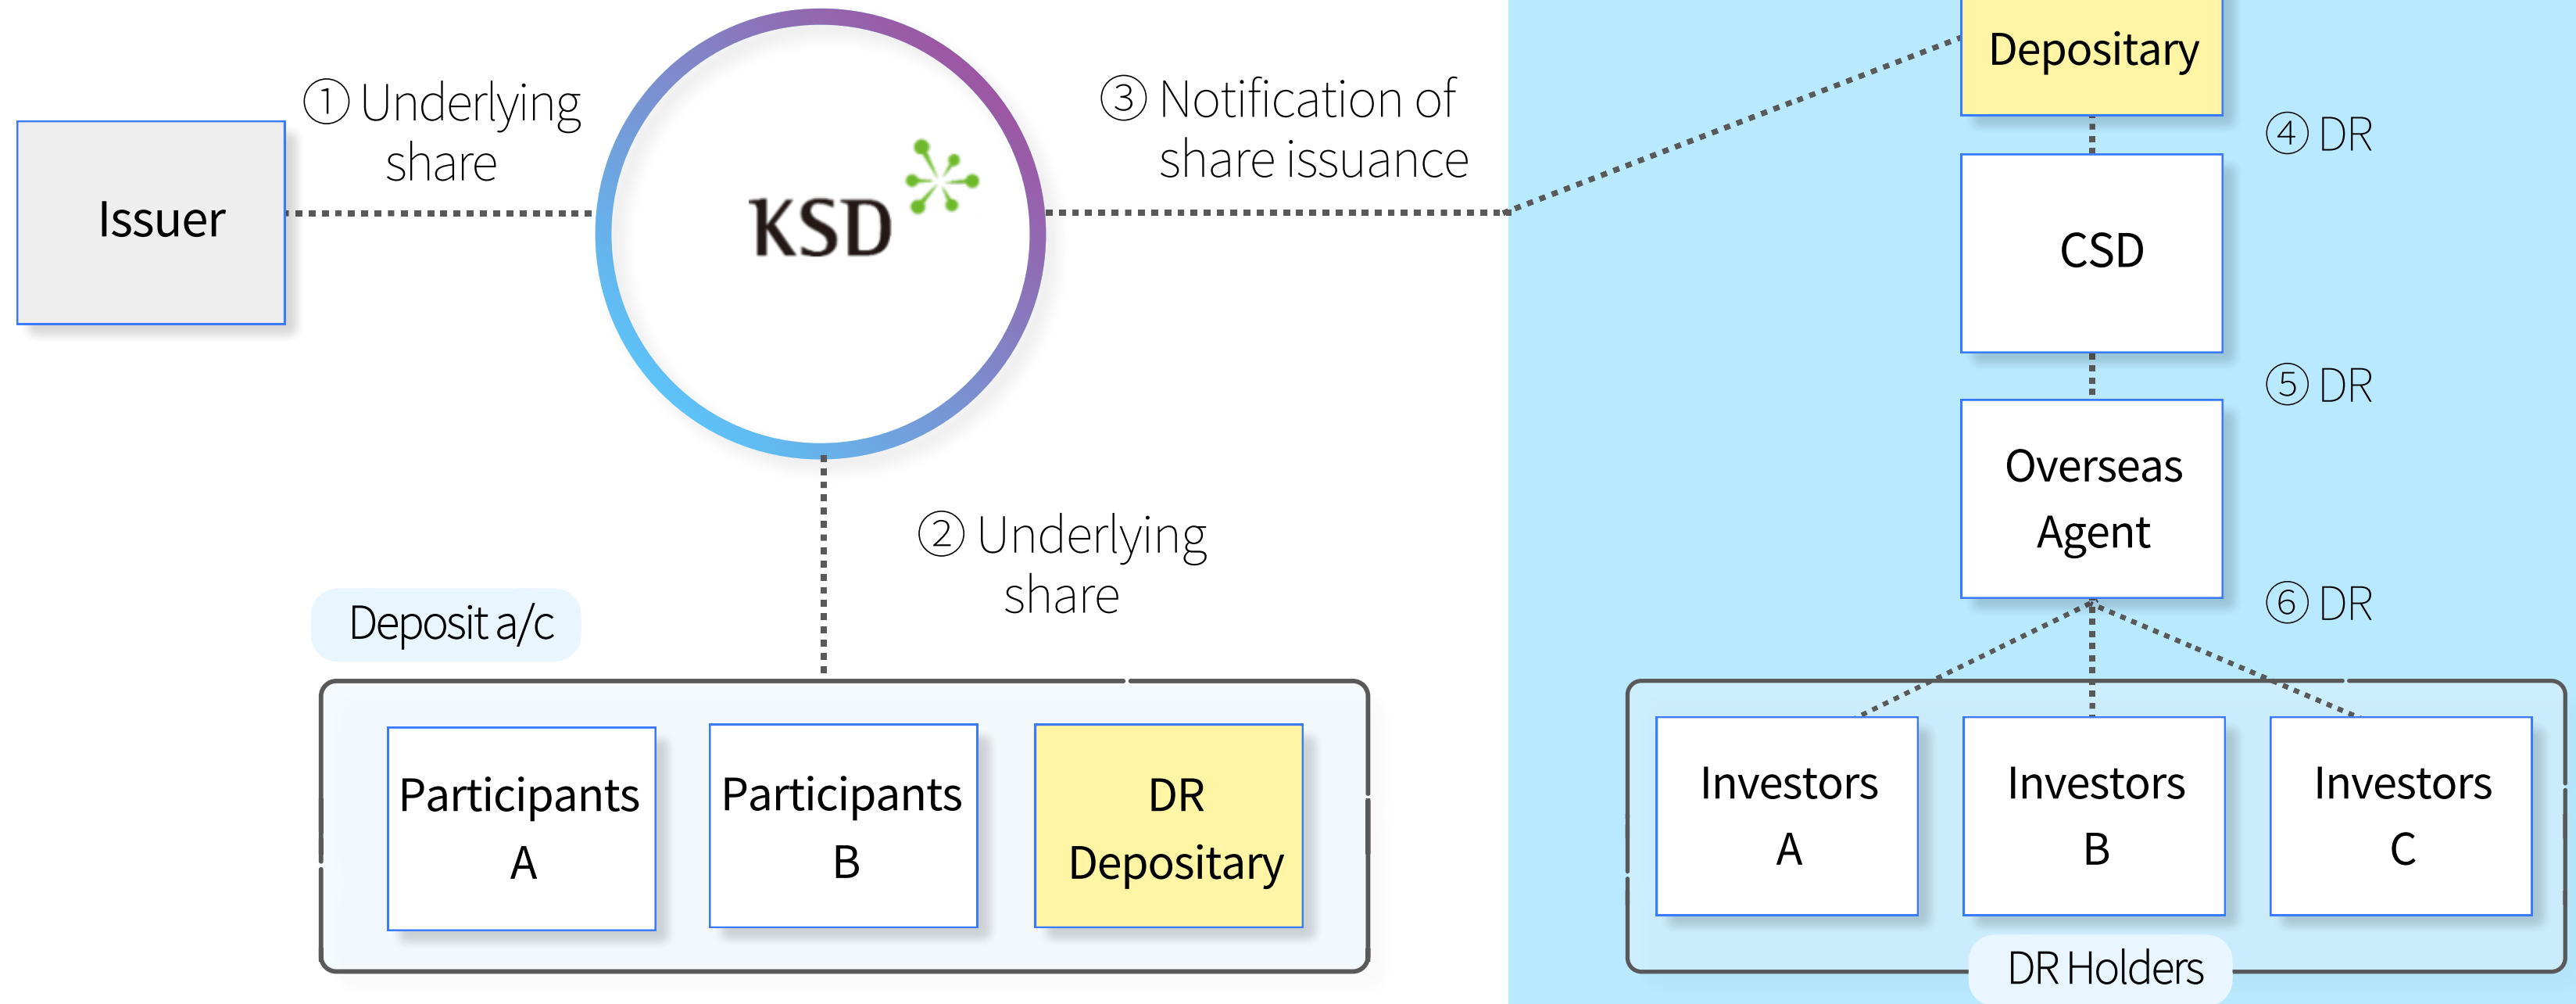 Issuer
① Underlying
share
KSD
③ Notification of
share issuance
② Underlying
share
Deposit a/c
Participants
A
Participants
B
DR
Depositary
Depositary
④ DR
CSD
⑤ DR
Overseas
Agent
⑥ DR
Investors
A
Investors
B
Investors
C
DR Holders